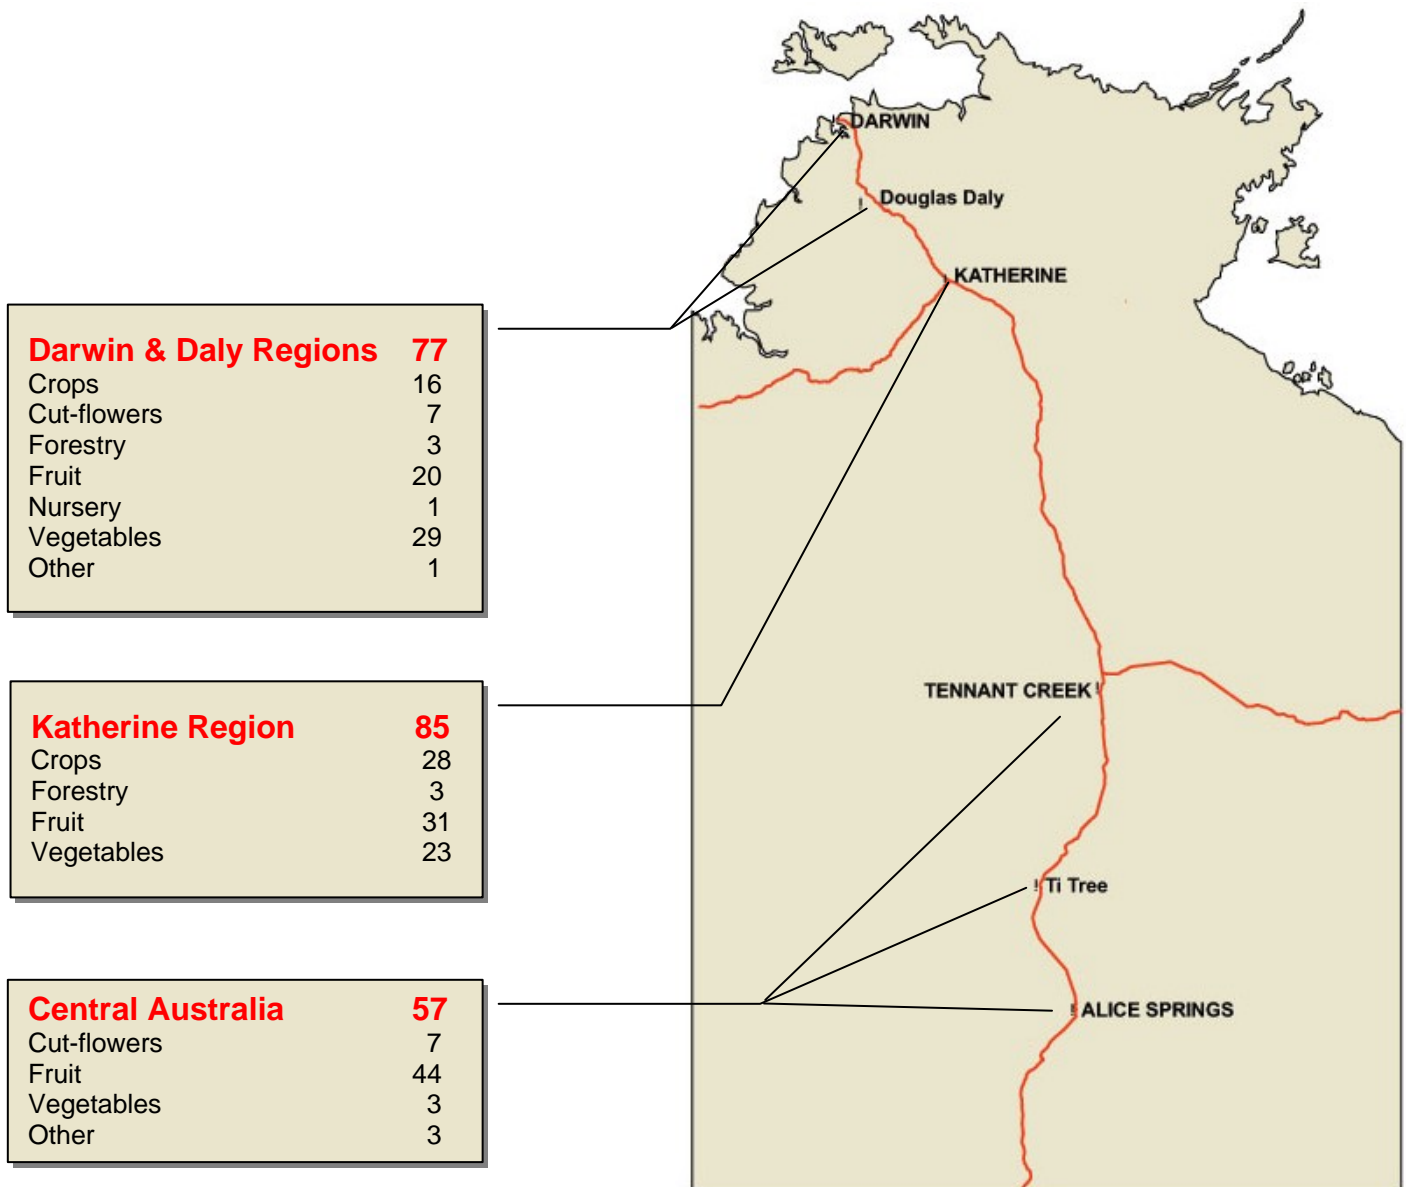 DARWIN
Douglas Daly
KATHERINE
Darwin & Daly Regions 77
Crops 16
Cut-flowers 7
Forestry 3
Fruit 20
Nursery 1
Vegetables 29
Other 1
Katherine Region 85
Crops 28
Forestry 3
Fruit 31
Vegetables 23
TENNANT CREEK
Ti Tree
Central Australia 57
Cut-flowers 7
Fruit 44
Vegetables 3
Other 3
ALICE SPRINGS